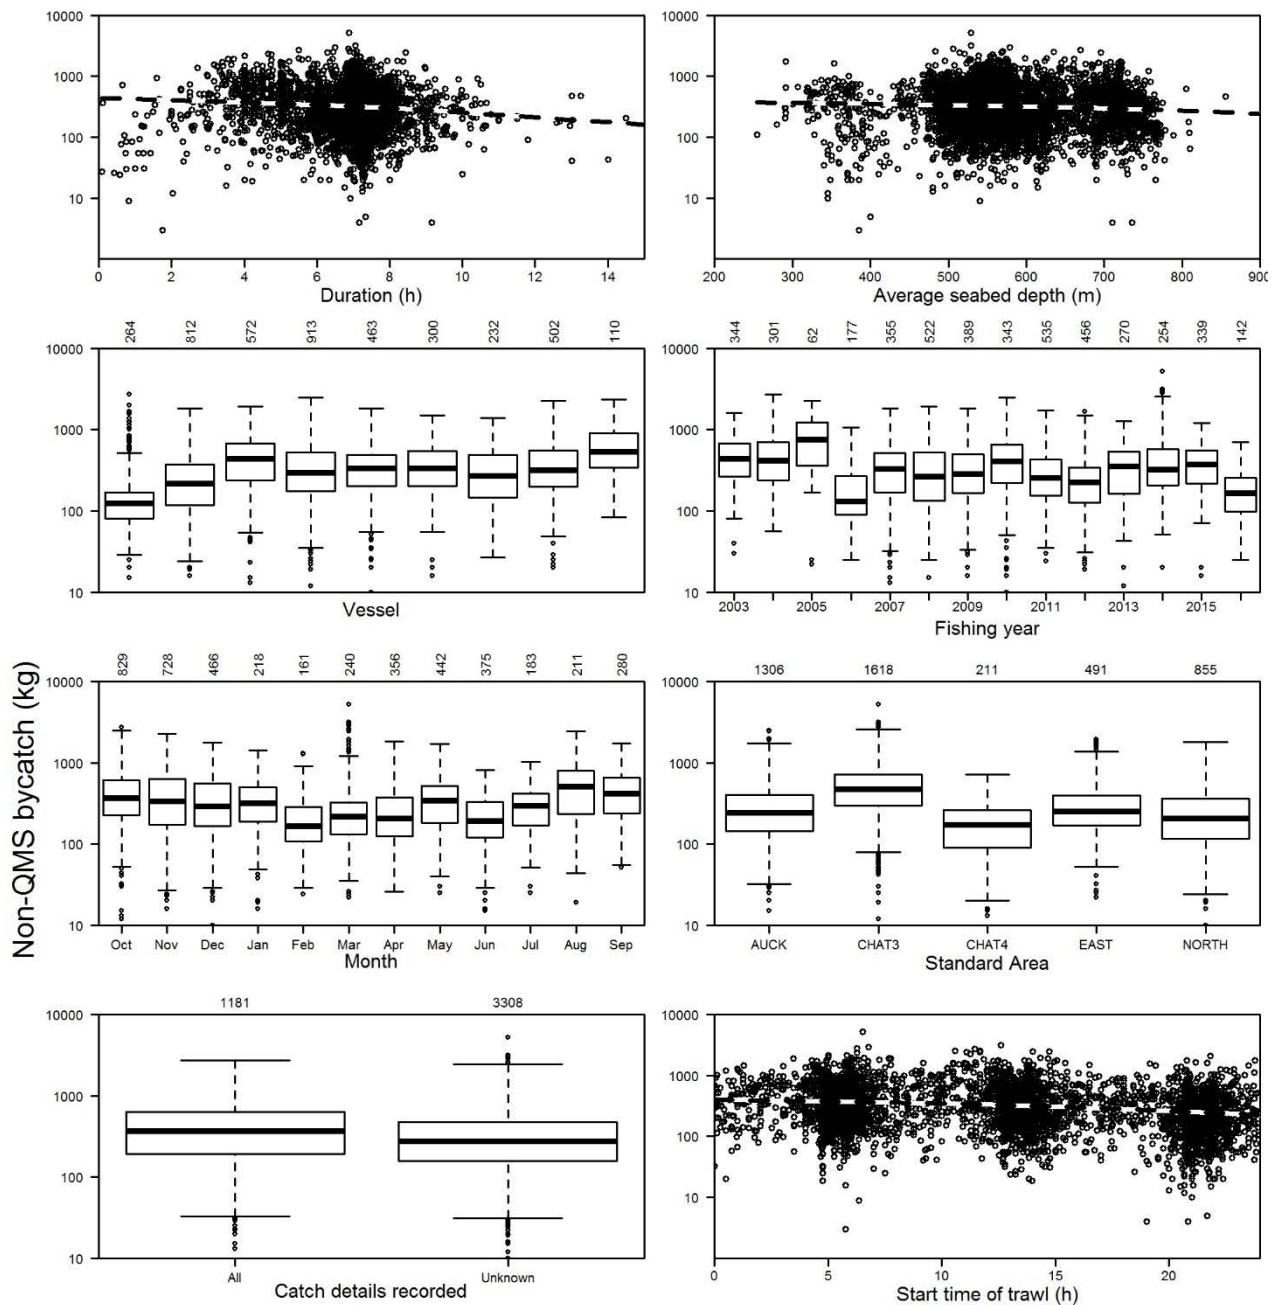 10000
1000
100
10
0 2 4 6 8 10 12 14
Duration (h)
200 300 400 500 600 700 800 900
Average seabed depth (m)
264 812 572 913 463 300 232 502 110
10000
1000
100
10
Vessel
344 301 62 177 355 522 389 343 535 456 270 254 339 142
10000
1000
100
10
2003 2005 2007 2009 2011 2013 2015
Fishing year
Non-QMS bycatch (kg)
829 728 466 218 161 240 356 442 375 183 211 280
10000
1000
100
10
Oct Nov Dec Jan Feb Mar Apr May Jun Jul Aug Sep
Month
1306 1618 211 491 855
10000
1000
100
10
AUCK CHAT3 CHAT4 EAST NORTH
Standard Area
1181 3308
10000
1000
100
10
All Unknown
Catch details recorded
10000
1000
100
10
0 5 10 15 20
Start time of trawl (h)